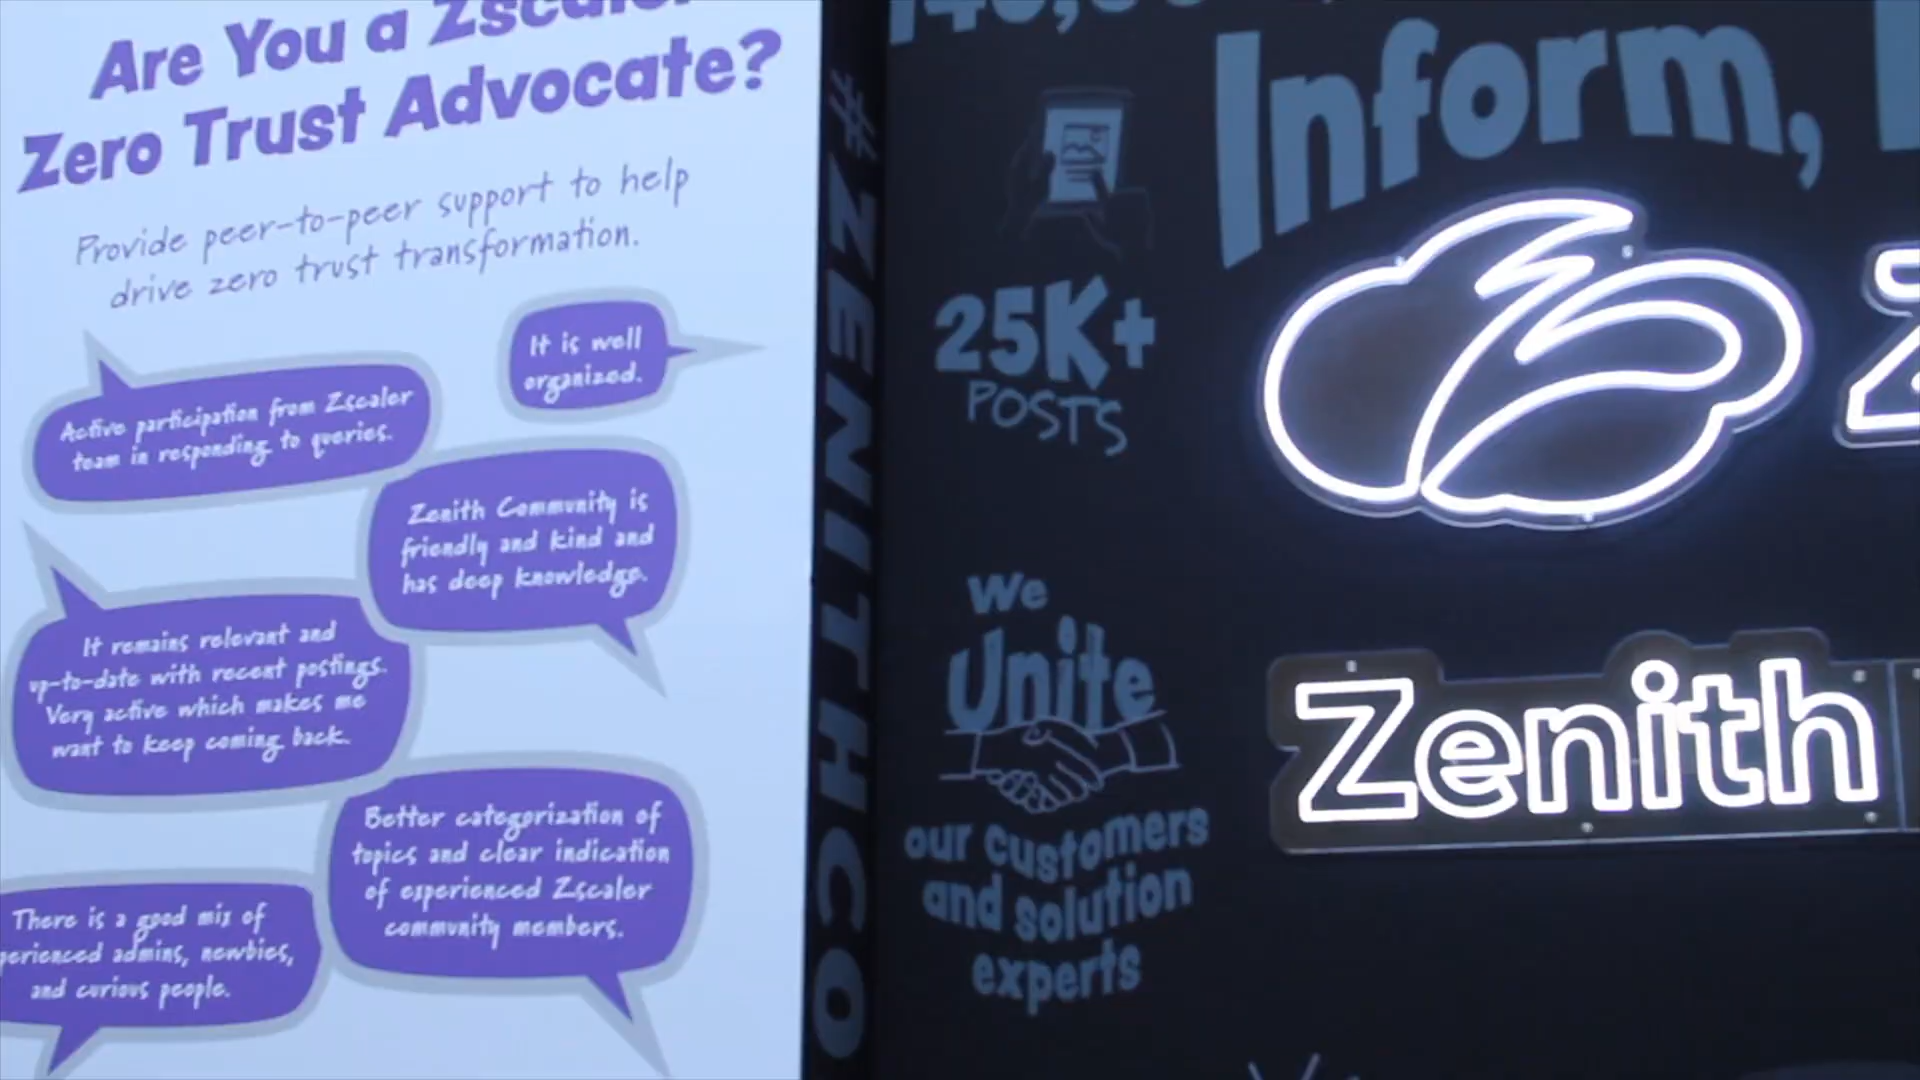 Are You a Zscaler
Zero Trust Advocate?
Provide peer-to-peer support to help
drive zero trust transformation.
It is well
organized.
Active participation from Zscaler
team in responding to queries.
Zenith Community is
friendly and kind and
has deep knowledge.
It remains relevant and
up-to-date with recent postings.
Very active which makes me
want to keep coming back.
Better categorization of
topics and clear indication
of experienced Zscaler
community members.
There is a good mix of
perienced admins, newbies,
and curious people.
#ZENITHCO
Inform,
25K+
POSTS
We
Unite
our customers
and solution
experts
Z
Zenith